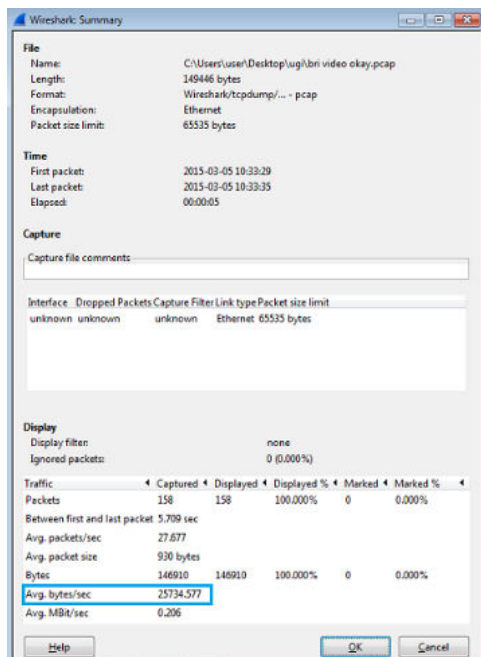 Wireshark: Summary
File
Name: C:\Users\user\Desktop\ugi\bri video okay.pcap
Length: 149446 bytes
Format: Wireshark/tcpdump/... - pcap
Encapsulation: Ethernet
Packet size limit: 65535 bytes
Time
First packet: 2015-03-05 10:33:29
Last packet: 2015-03-05 10:33:35
Elapsed: 00:00:05
Capture
Capture file comments
Interface Dropped Packets Capture Filter Link type Packet size limit
unknown unknown unknown Ethernet 65535 bytes
Display
Display filter: none
Ignored packets: 0 (0.000%)
Traffic Captured Displayed Displayed % Marked Marked %
Packets 158 158 100.000% 0 0.000%
Between first and last packet 5.709 sec
Avg. packets/sec 27.677
Avg. packet size 930 bytes
Bytes 146910 146910 100.000% 0 0.000%
Avg. bytes/sec 25734.577
Avg. MBit/sec 0.206
Help OK Cancel